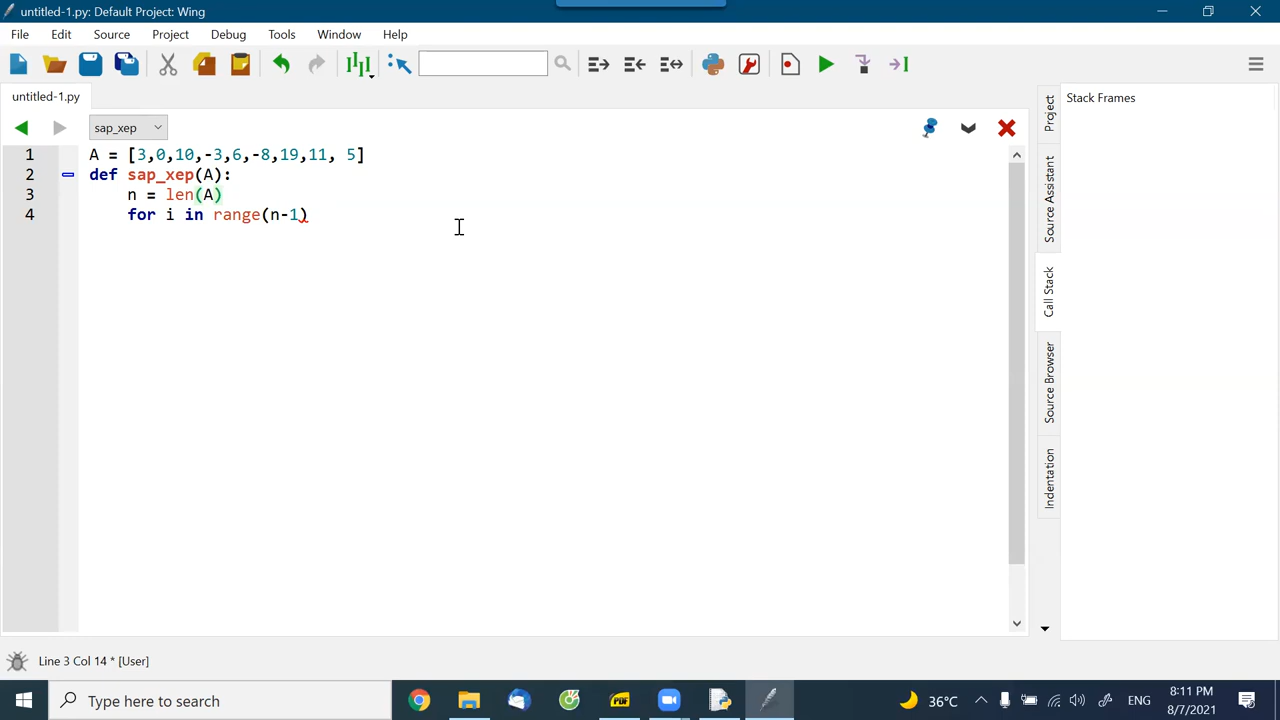 untitled-1.py: Default Project: Wing
File Edit Source Project Debug Tools Window Help
untitled-1.py
sap_xep
1 A = [3,0,10,-3,6,-8,19,11, 5]
2 def sap_xep(A):
3 n = len(A)
4 for i in range(n-1)
Stack Frames
Project
Source Assistant
Call Stack
Source Browser
Indentation
Line 3 Col 14 * [User]
Type here to search
PDF
36°C
ENG
8:11 PM
8/7/2021